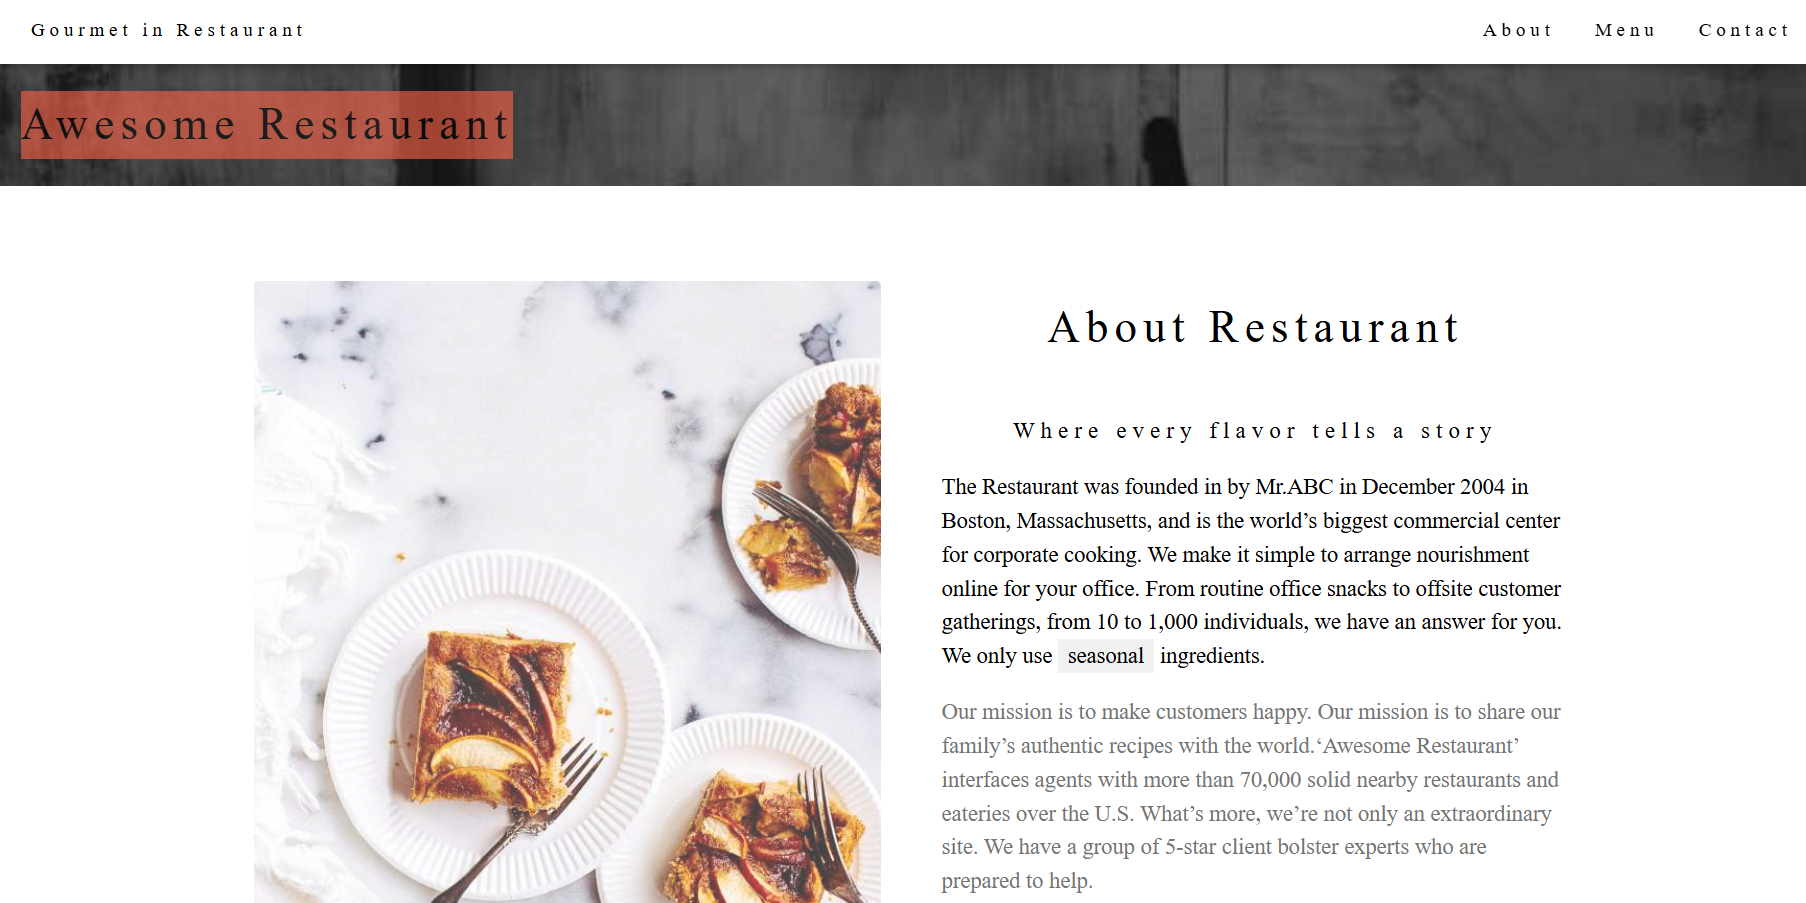 Gourmet in Restaurant
About Menu Contact
Awesome Restaurant
About Restaurant
Where every flavor tells a story
The Restaurant was founded in by Mr.ABC in December 2004 in
Boston, Massachusetts, and is the world’s biggest commercial center
for corporate cooking. We make it simple to arrange nourishment
online for your office. From routine office snacks to offsite customer
gatherings, from 10 to 1,000 individuals, we have an answer for you.
We only use seasonal ingredients.
Our mission is to make customers happy. Our mission is to share our
family’s authentic recipes with the world.‘Awesome Restaurant’
interfaces agents with more than 70,000 solid nearby restaurants and
eateries over the U.S. What’s more, we’re not only an extraordinary
site. We have a group of 5-star client bolster experts who are
prepared to help.